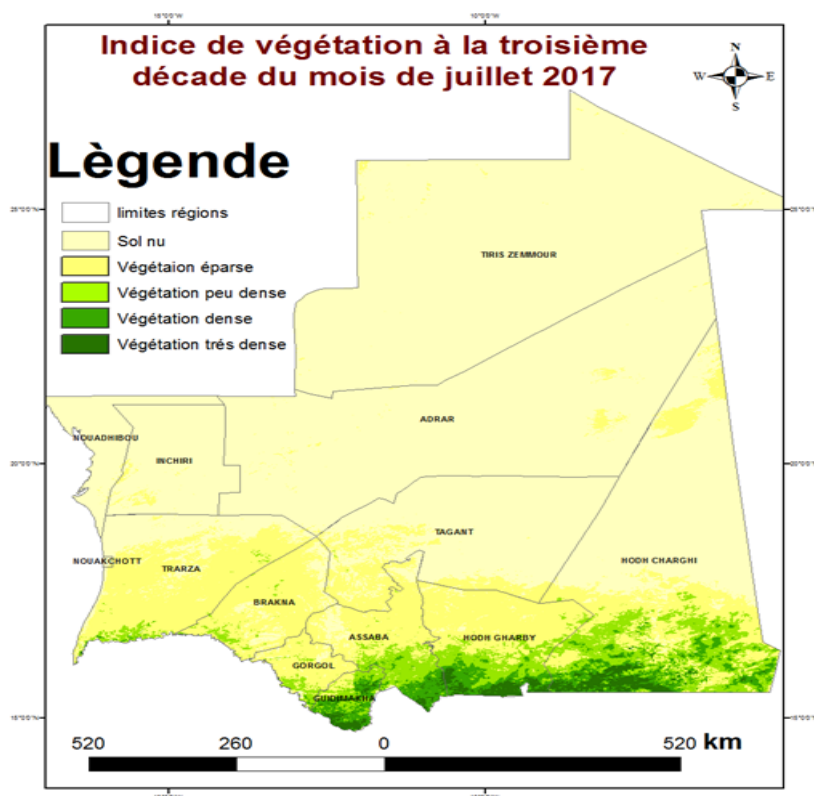 Indice de végétation à la troisième
décade du mois de juillet 2017
N
W E
S
Lègende
limites régions
Sol nu
Végétaion éparse
Végétation peu dense
Végétation dense
Végétation trés dense
TIRIS ZEMMOUR
ADRAR
NOUADHIBOU
INCHIRI
TAGANT
NOUAKCHOTT
TRARZA
HODH CHARGHI
BRAKNA
ASSABA
HODH GHARBY
GORGOL
GUIDIMAKHA
520 260 0 520 km